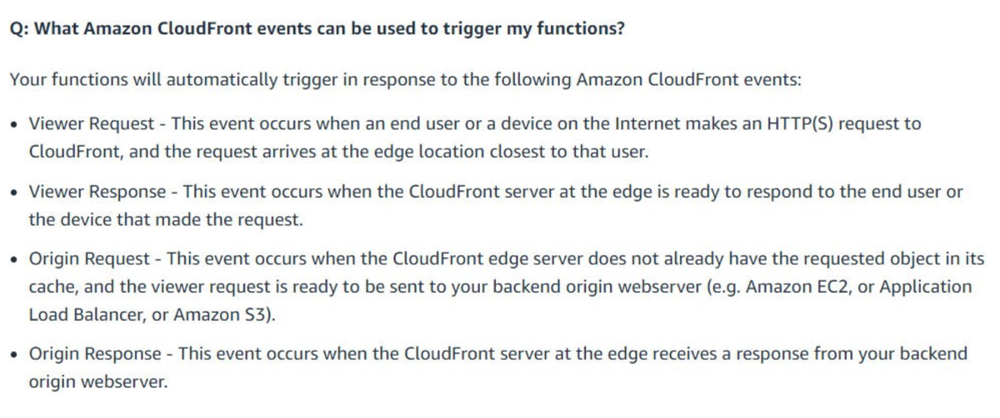 Q: What Amazon CloudFront events can be used to trigger my functions?
Your functions will automatically trigger in response to the following Amazon CloudFront events:
• Viewer Request - This event occurs when an end user or a device on the Internet makes an HTTP(S) request to
CloudFront, and the request arrives at the edge location closest to that user.
• Viewer Response - This event occurs when the CloudFront server at the edge is ready to respond to the end user or
the device that made the request.
• Origin Request - This event occurs when the CloudFront edge server does not already have the requested object in its
cache, and the viewer request is ready to be sent to your backend origin webserver (e.g. Amazon EC2, or Application
Load Balancer, or Amazon S3).
• Origin Response - This event occurs when the CloudFront server at the edge receives a response from your backend
origin webserver.